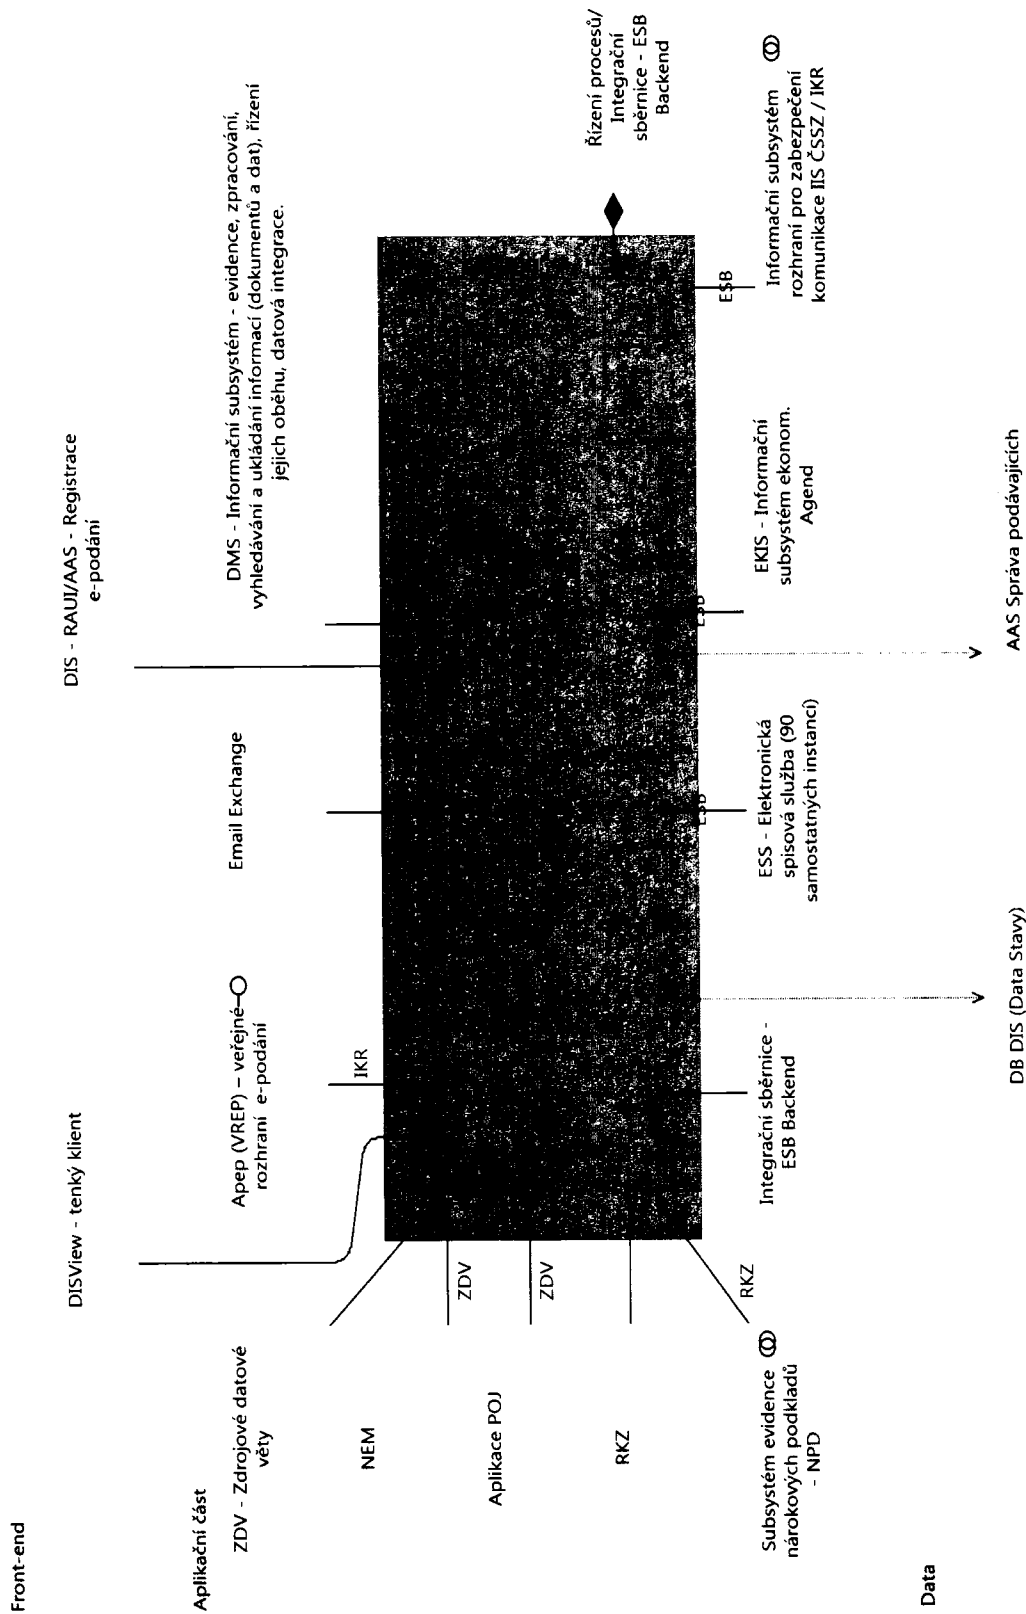 Front-end
DISView - tenký klient
DIS - RAUI/AAS - Registrace
e-podání
Aplikační část
ZDV - Zdrojové datové
věty
Apep (VREP) – veřejné
rozhraní e-podání
Email Exchange
DMS - Informační subsystém - evidence, zpracování,
vyhledávání a ukládání informací (dokumentů a dat), řízení
jejich oběhu, datová integrace.
IKR
NEM
ZDV
Aplikace POJ
ZDV
RKZ
RKZ
Řízení procesů/
Integrační
sběrnice - ESB
Backend
ESB
ESB
ESB
Subsystém evidence
nárokových podkladů
- NPD
Integrační sběrnice -
ESB Backend
ESS - Elektronická
spisová služba (90
samostatných instancí)
EKIS - Informační
subsystém ekonom.
Agend
Informační subsystém
rozhraní pro zabezpečení
komunikace IIS ČSSZ / IKR
Data
DB DIS (Data Stavy)
AAS Správa podávajících